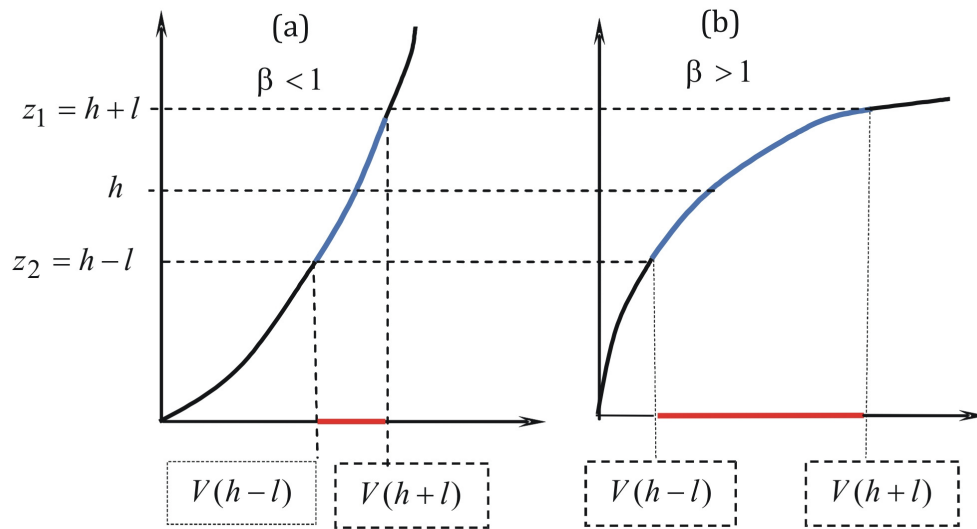 (a)
β < 1
(b)
β > 1
z₁ = h + l
h
z₂ = h − l
V(h − l)
V(h + l)
V(h − l)
V(h + l)